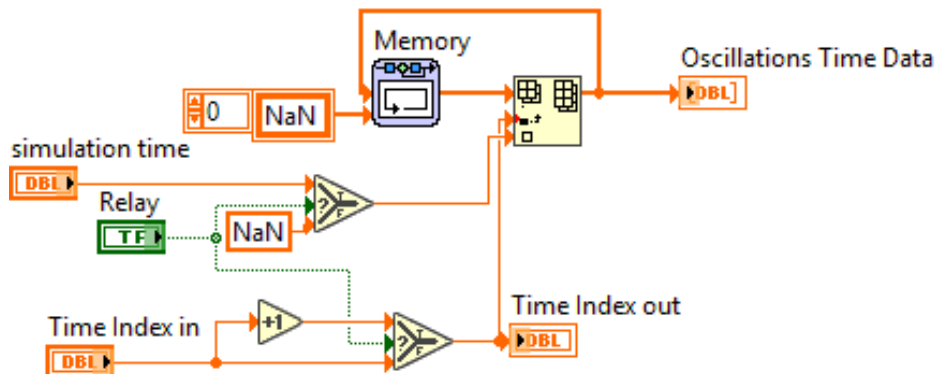 Memory
Oscillations Time Data
0
NaN
DBL]
simulation time
DBL
Relay
TF
NaN
?
T
F
Time Index in
+1
Time Index out
DBL
?
T
F
DBL